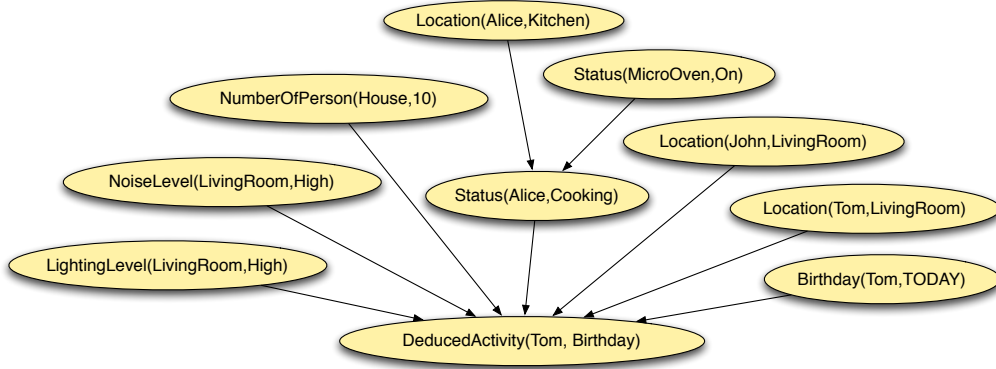 Location(Alice,Kitchen)
Status(MicroOven,On)
NumberOfPerson(House,10)
Location(John,LivingRoom)
NoiseLevel(LivingRoom,High)
Status(Alice,Cooking)
Location(Tom,LivingRoom)
LightingLevel(LivingRoom,High)
Birthday(Tom,TODAY)
DeducedActivity(Tom, Birthday)